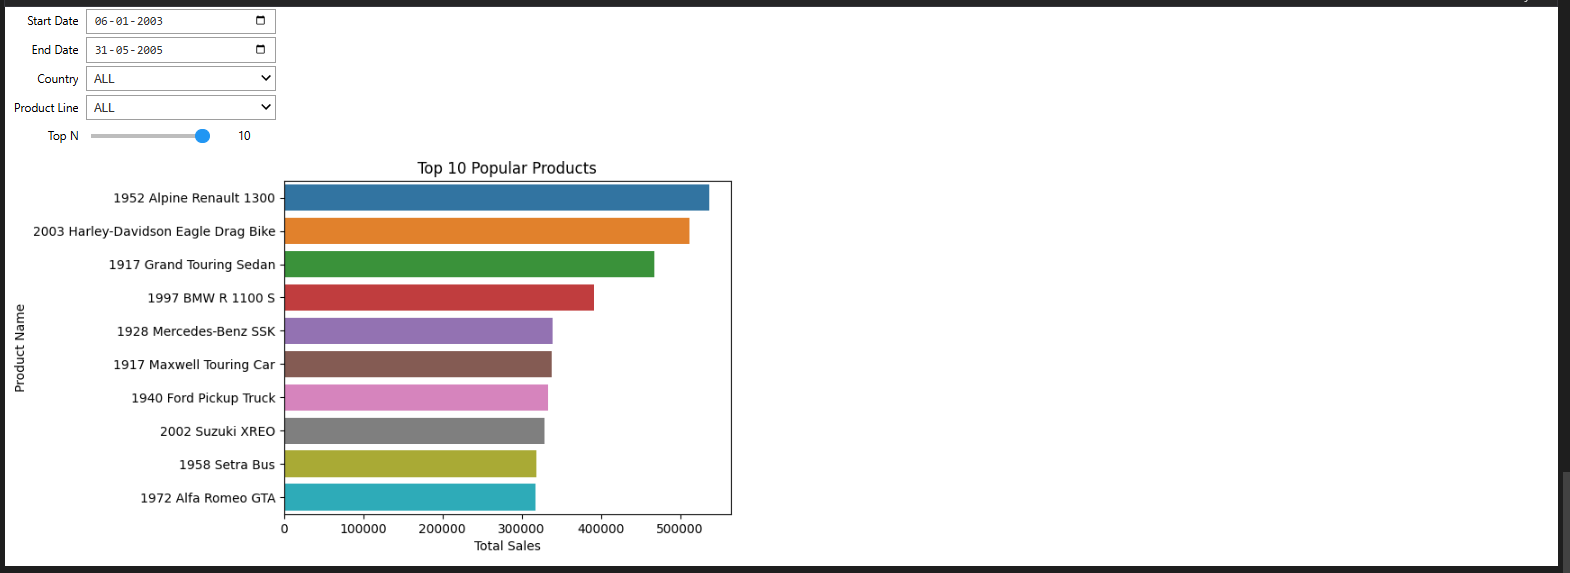 Start Date 06-01-2003
End Date 31-05-2005
Country ALL
Product Line ALL
Top N 10
Top 10 Popular Products
Product Name
1952 Alpine Renault 1300
2003 Harley-Davidson Eagle Drag Bike
1917 Grand Touring Sedan
1997 BMW R 1100 S
1928 Mercedes-Benz SSK
1917 Maxwell Touring Car
1940 Ford Pickup Truck
2002 Suzuki XREO
1958 Setra Bus
1972 Alfa Romeo GTA
0 100000 200000 300000 400000 500000
Total Sales